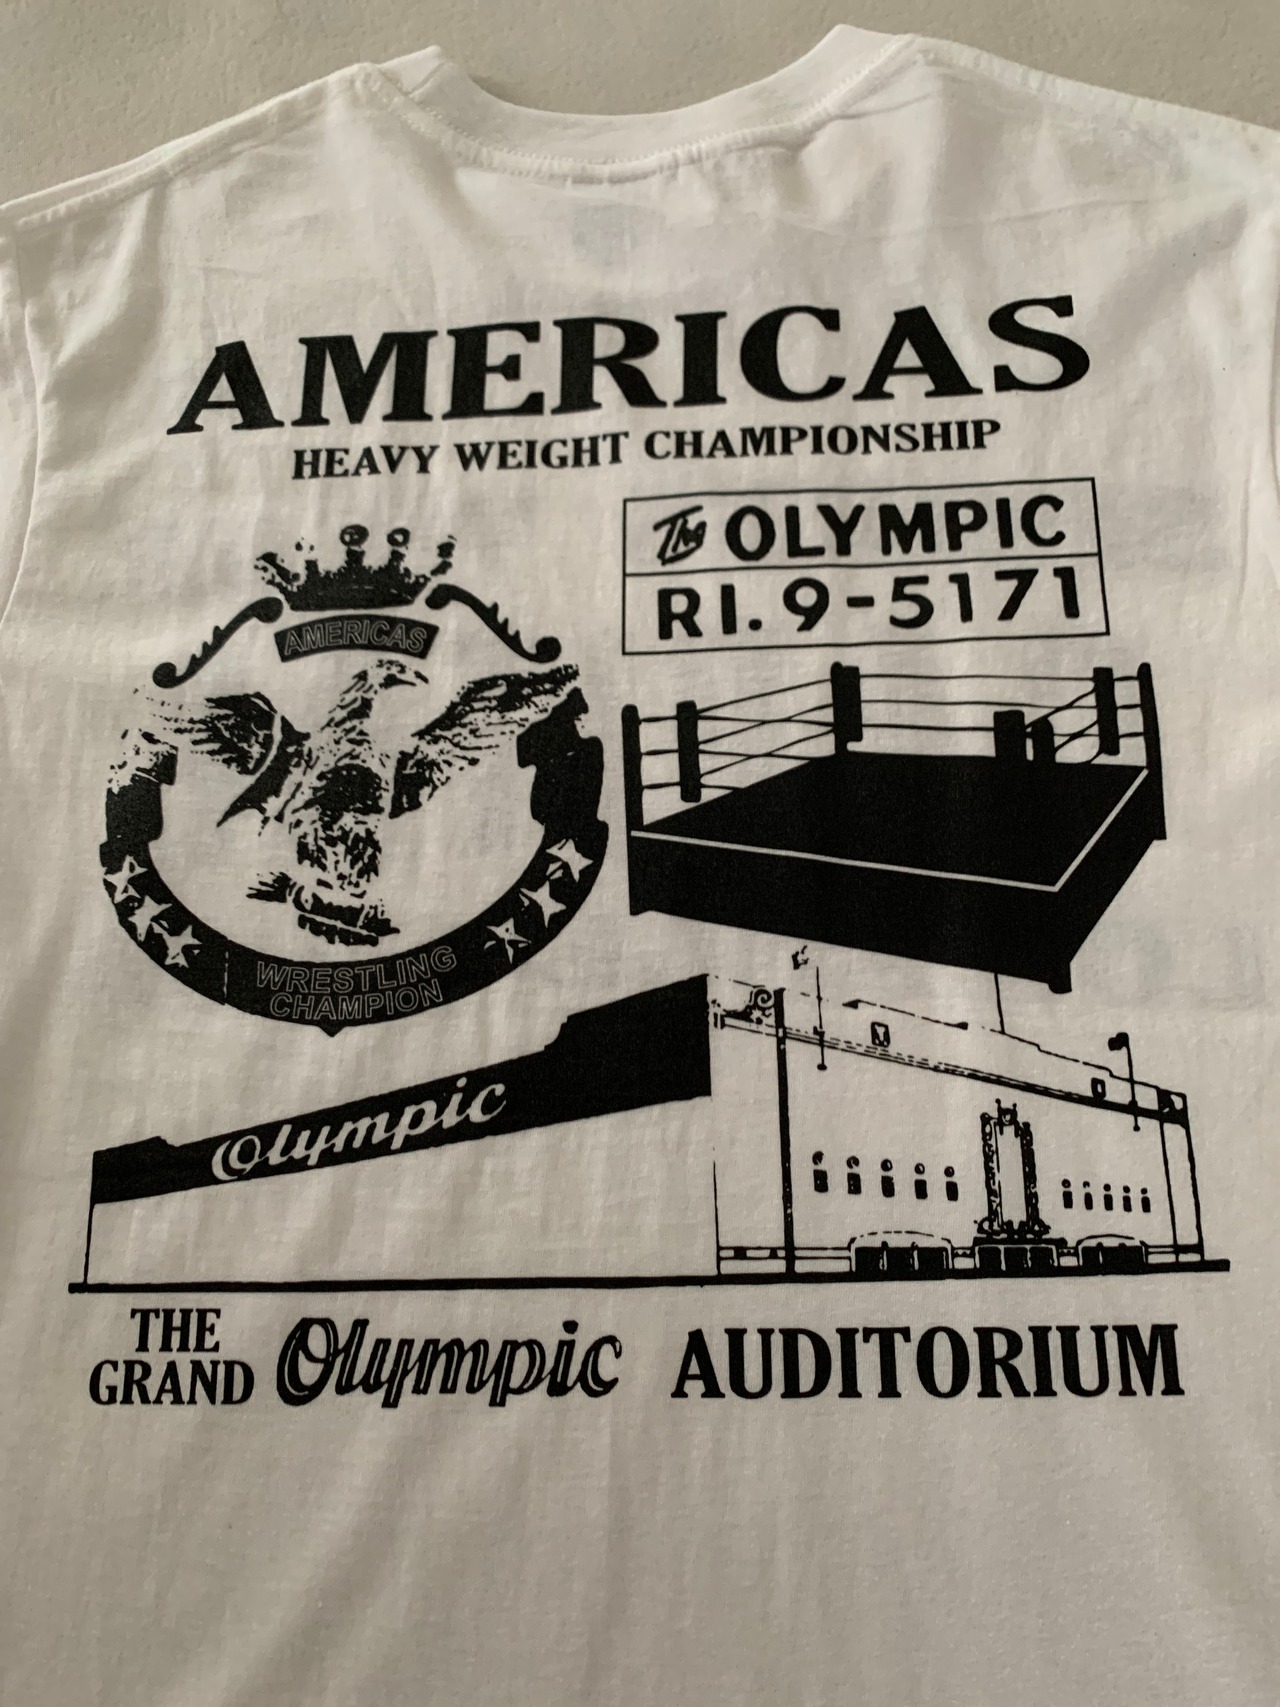 AMERICAS
HEAVY WEIGHT CHAMPIONSHIP
The OLYMPIC
RI. 9-5171
AMERICAS
WRESTLING
CHAMPION
Olympic
THE
GRAND Olympic AUDITORIUM